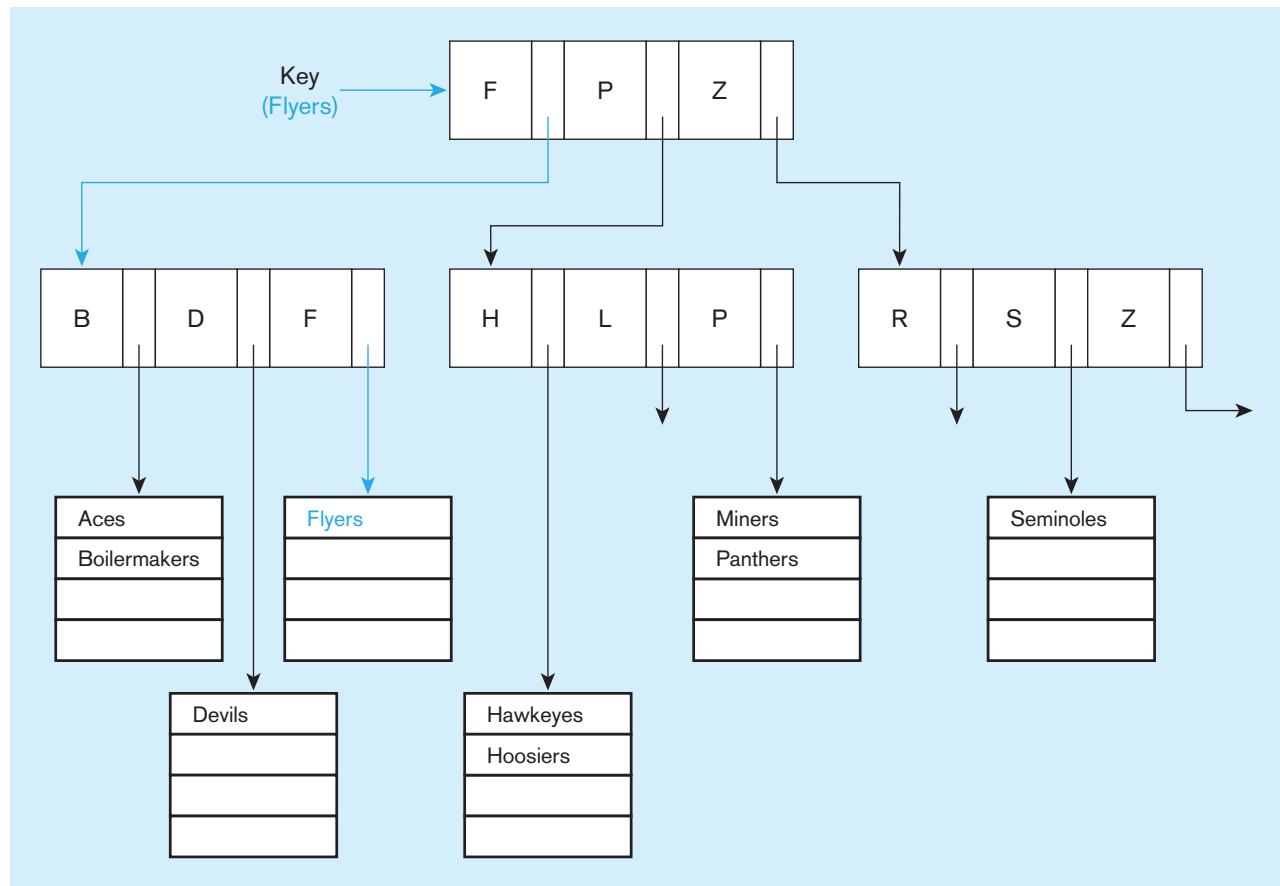 Key
(Flyers)
F P Z
B D F
H L P
R S Z
Aces
Boilermakers
Flyers
Miners
Panthers
Seminoles
Devils
Hawkeyes
Hoosiers